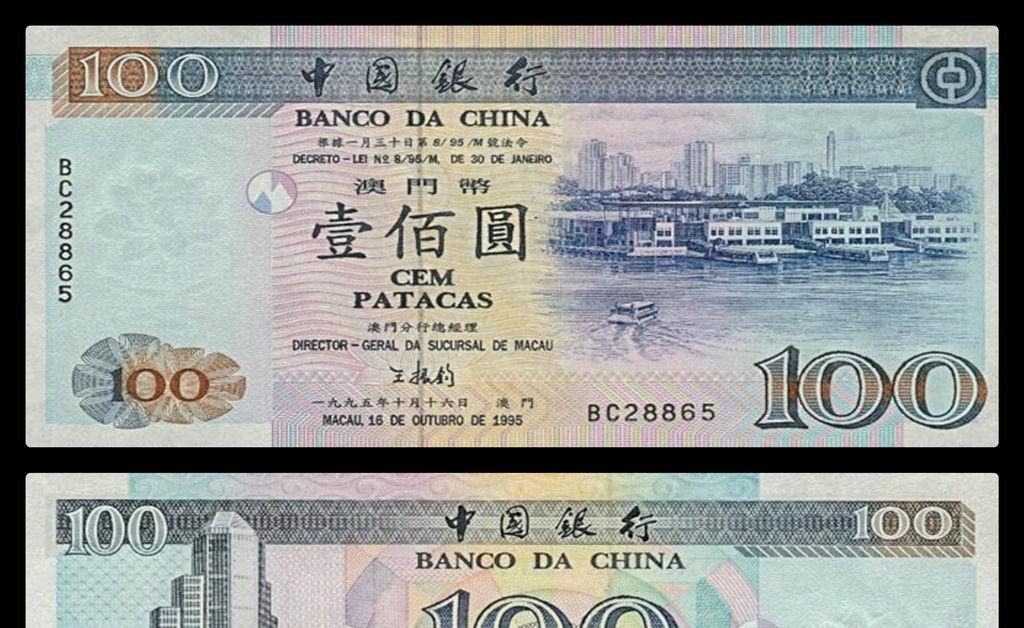 100
中國銀行
BANCO DA CHINA
根據一月三十日第8/95/M號法令
DECRETO-LEI Nº 8/95/M, DE 30 DE JANEIRO
澳門幣
壹佰圓
CEM
PATACAS
澳門分行總經理
DIRECTOR-GERAL DA SUCURSAL DE MACAU
王振鈞
一九九五年十月十六日 澳門
MACAU, 16 DE OUTUBRO DE 1995
BC28865
100
BC28865
100
100
中國銀行
100
BANCO DA CHINA
100